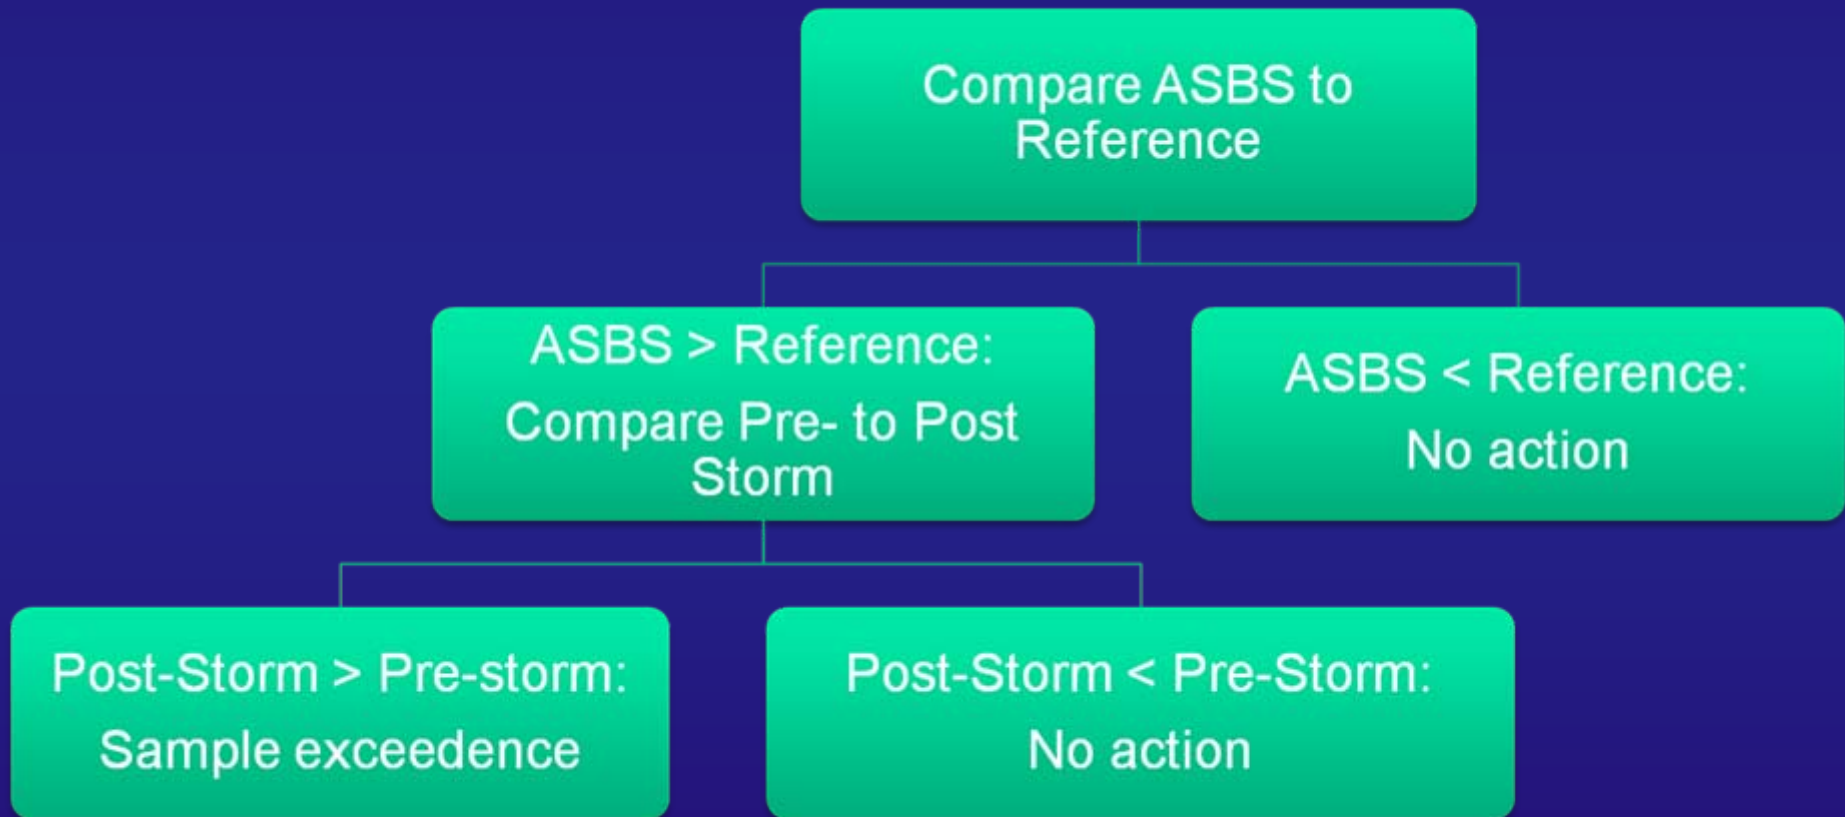 Compare ASBS to
Reference
ASBS > Reference:
Compare Pre- to Post
Storm
ASBS < Reference:
No action
Post-Storm > Pre-storm:
Sample exceedence
Post-Storm < Pre-Storm:
No action